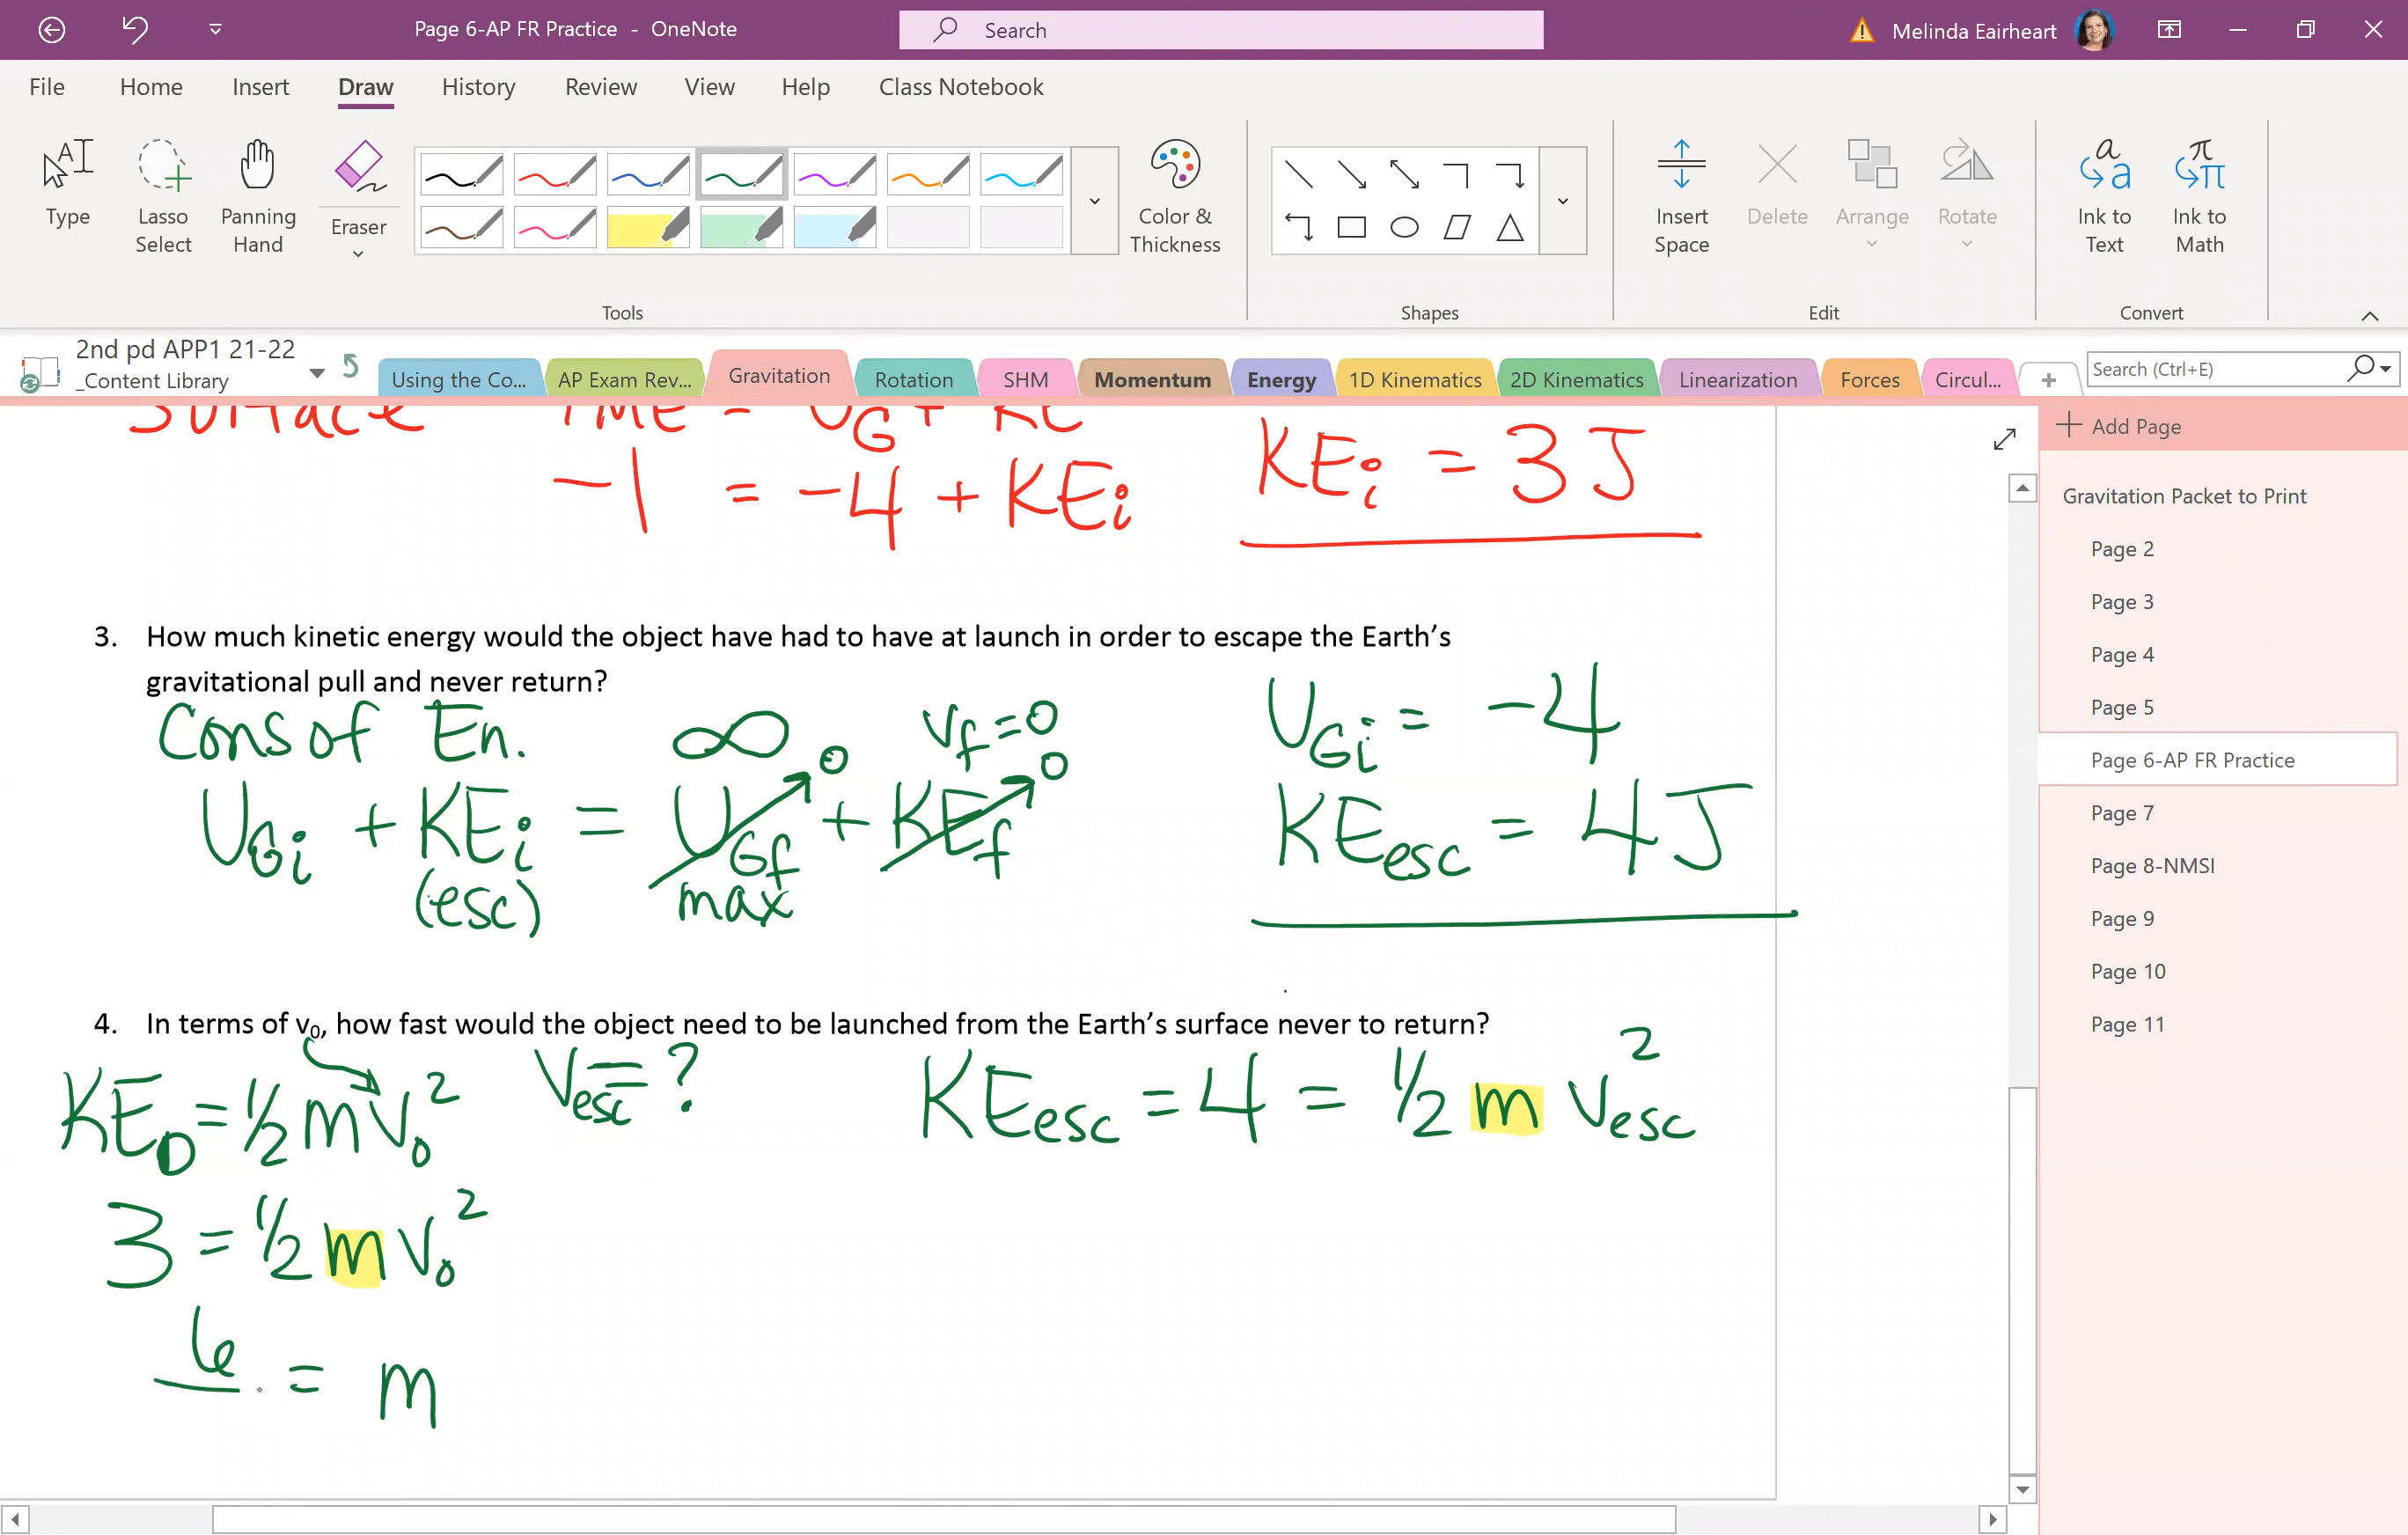 Page 6-AP FR Practice - OneNote
Search
Melinda Eairheart
File Home Insert Draw History Review View Help Class Notebook
Type
Lasso Select
Panning Hand
Eraser
Color & Thickness
Insert Space
Delete
Arrange
Rotate
Ink to Text
Ink to Math
Tools
Shapes
Edit
Convert
2nd pd APP1 21-22
_Content Library
Using the Co... AP Exam Rev... Gravitation Rotation SHM Momentum Energy 1D Kinematics 2D Kinematics Linearization Forces Circul... +
Search (Ctrl+E)
Surface TME = UG + KE
-1 = -4 + KEi
KEi = 3 J
3. How much kinetic energy would the object have had to have at launch in order to escape the Earth's
gravitational pull and never return?
Cons of En. ∞ vf = 0
0 0
UGi + KEi = UGf + KEf
(esc) max
UGi = -4
KEesc = 4 J
4. In terms of v₀, how fast would the object need to be launched from the Earth's surface never to return?
KE₀ = ½ m v₀² vesc = ? KEesc = 4 = ½ m vesc²
3 = ½ m v₀²
6
= m
Add Page
Gravitation Packet to Print
Page 2
Page 3
Page 4
Page 5
Page 6-AP FR Practice
Page 7
Page 8-NMSI
Page 9
Page 10
Page 11